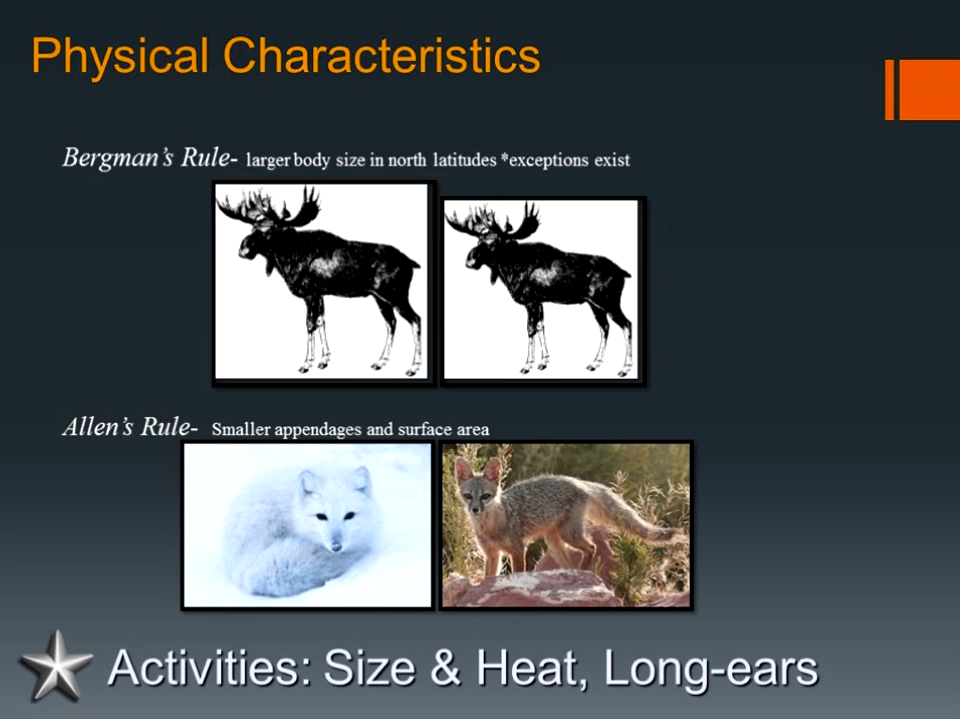 Physical Characteristics
Bergman's Rule- larger body size in north latitudes *exceptions exist
Allen's Rule- Smaller appendages and surface area
Activities: Size & Heat, Long-ears